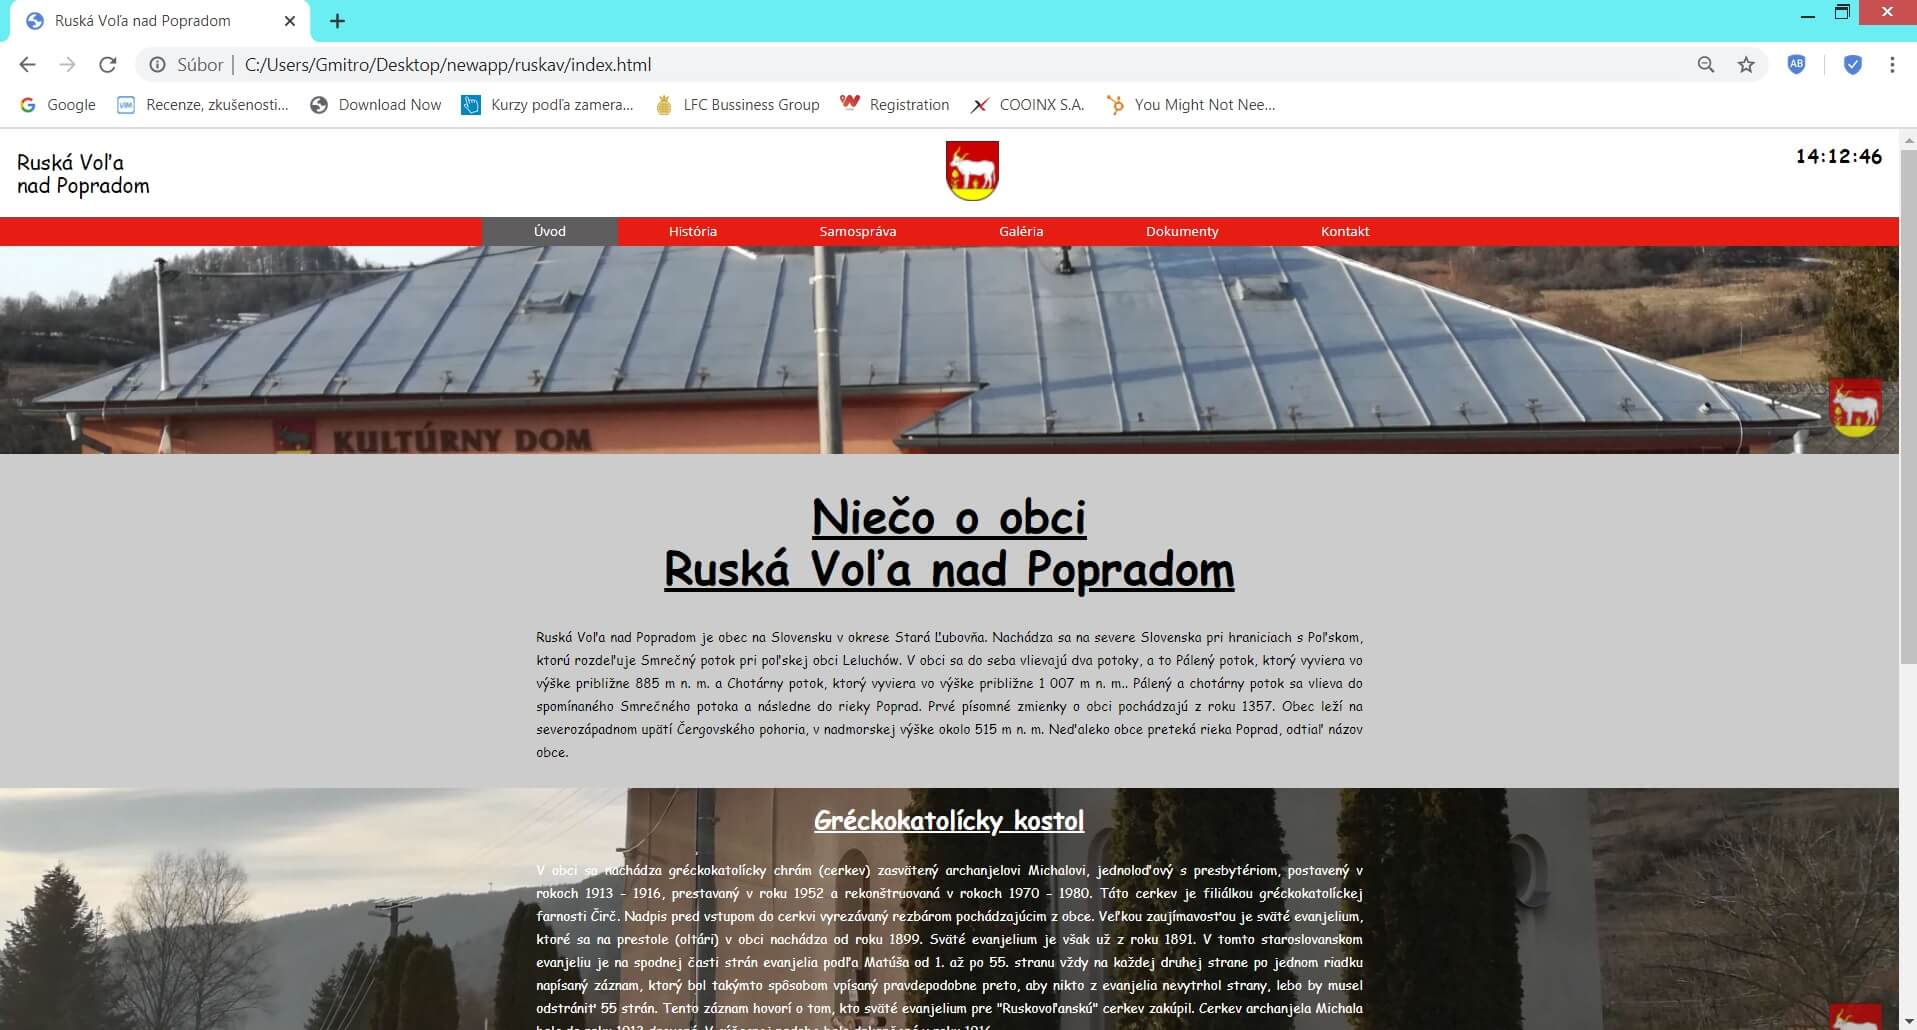 Ruská Voľa nad Popradom
Súbor | C:/Users/Gmitro/Desktop/newapp/ruskav/index.html
AB
Google
VIM
Recenze, zkušenosti...
Download Now
Kurzy podľa zamera...
LFC Bussiness Group
Registration
COOINX S.A.
You Might Not Nee...
Ruská Voľa
nad Popradom
14:12:46
Úvod
História
Samospráva
Galéria
Dokumenty
Kontakt
KULTÚRNY DOM
Niečo o obci
Ruská Voľa nad Popradom
Ruská Voľa nad Popradom je obec na Slovensku v okrese Stará Ľubovňa. Nachádza sa na severe Slovenska pri hraniciach s Poľskom,
ktorú rozdeľuje Smrečný potok pri poľskej obci Leluchów. V obci sa do seba vlievajú dva potoky, a to Pálený potok, ktorý vyviera vo
výške približne 885 m n. m. a Chotárny potok, ktorý vyviera vo výške približne 1 007 m n. m.. Pálený a chotárny potok sa vlieva do
spomínaného Smrečného potoka a následne do rieky Poprad. Prvé písomné zmienky o obci pochádzajú z roku 1357. Obec leží na
severozápadnom upätí Čergovského pohoria, v nadmorskej výške okolo 515 m n. m. Neďaleko obce preteká rieka Poprad, odtiaľ názov
obce.
Gréckokatolícky kostol
V obci sa nachádza gréckokatolícky chrám (cerkev) zasvätený archanjelovi Michalovi, jednoloďový s presbytériom, postavený v
rokoch 1913 - 1916, prestavaný v roku 1952 a rekonštruovaná v rokoch 1970 - 1980. Táto cerkev je filiálkou gréckokatolíckej
farnosti Čirč. Nadpis pred vstupom do cerkvi vyrezávaný rezbárom pochádzajúcim z obce. Veľkou zaujímavosťou je sväté evanjelium,
ktoré sa na prestole (oltári) v obci nachádza od roku 1899. Sväté evanjelium je však už z roku 1891. V tomto staroslovanskom
evanjeliu je na spodnej časti strán evanjelia podľa Matúša od 1. až po 55. stranu vždy na každej druhej strane po jednom riadku
napísaný záznam, ktorý bol takýmto spôsobom vpísaný pravdepodobne preto, aby nikto z evanjelia nevytrhol strany, lebo by musel
odstrániť 55 strán. Tento záznam hovorí o tom, kto sväté evanjelium pre "Ruskovoľanskú" cerkev zakúpil. Cerkev archanjela Michala